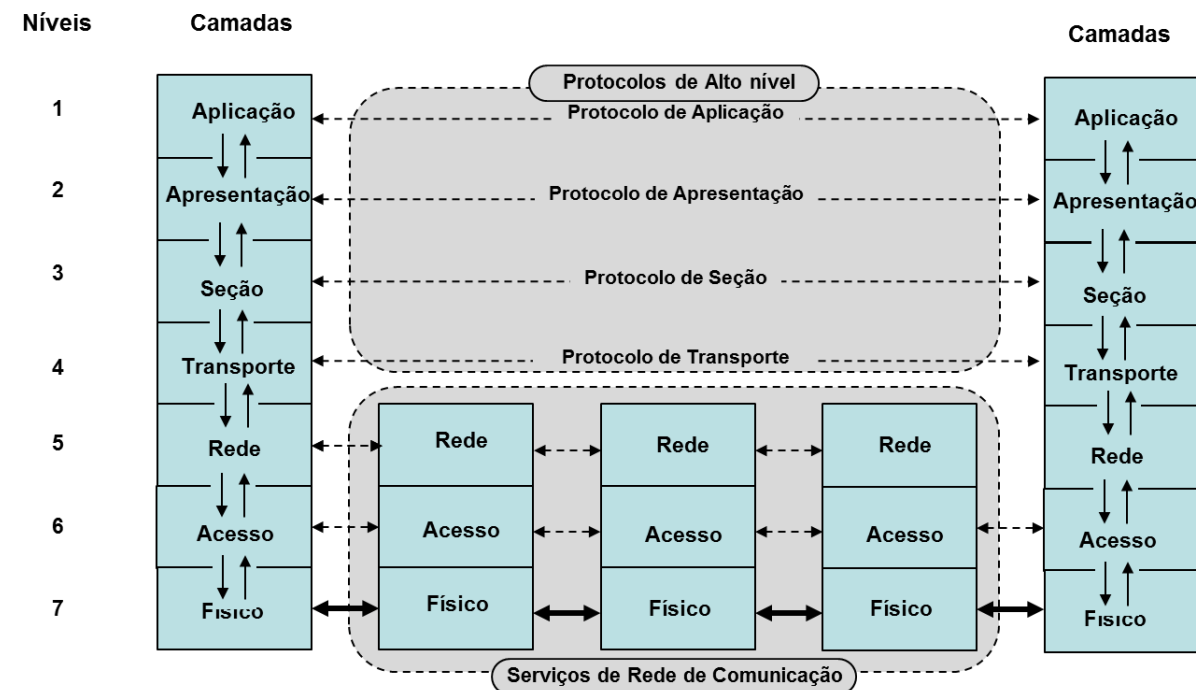 Níveis
Camadas
Camadas
Protocolos de Alto nível
1
Aplicação
Protocolo de Aplicação
Aplicação
2
Apresentação
Protocolo de Apresentação
Apresentação
3
Seção
Protocolo de Seção
Seção
4
Transporte
Protocolo de Transporte
Transporte
5
Rede
Rede
Rede
Rede
Rede
6
Acesso
Acesso
Acesso
Acesso
Acesso
7
Físico
Físico
Físico
Físico
Físico
Serviços de Rede de Comunicação